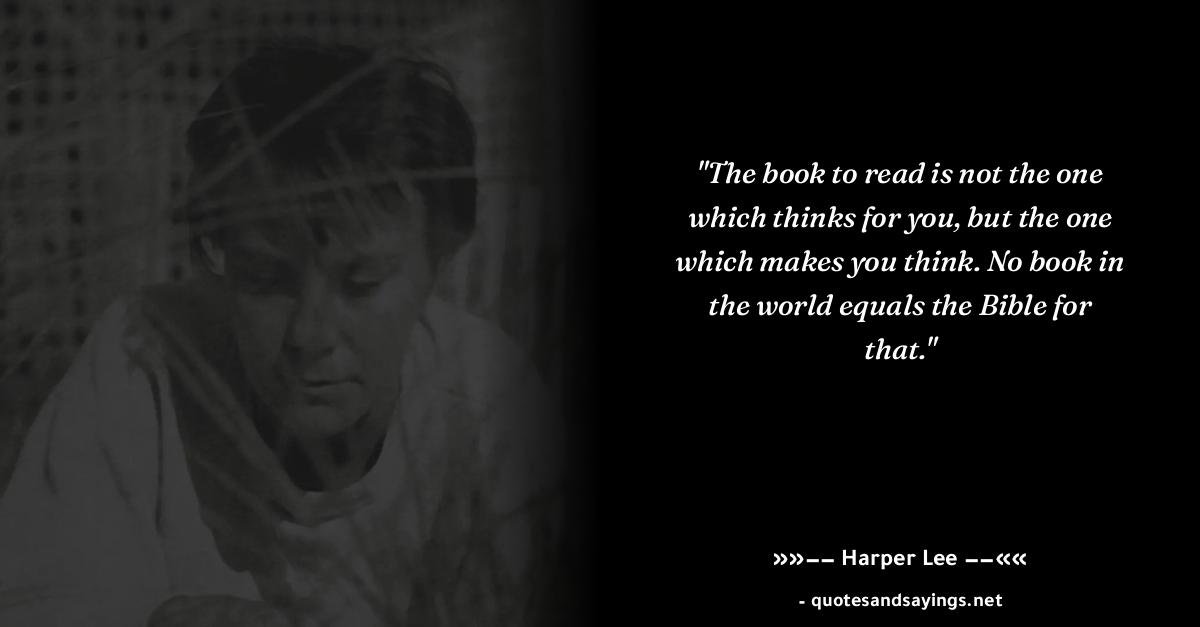 "The book to read is not the one
which thinks for you, but the one
which makes you think. No book in
the world equals the Bible for
that."
»»−− Harper Lee −−««
- quotesandsayings.net